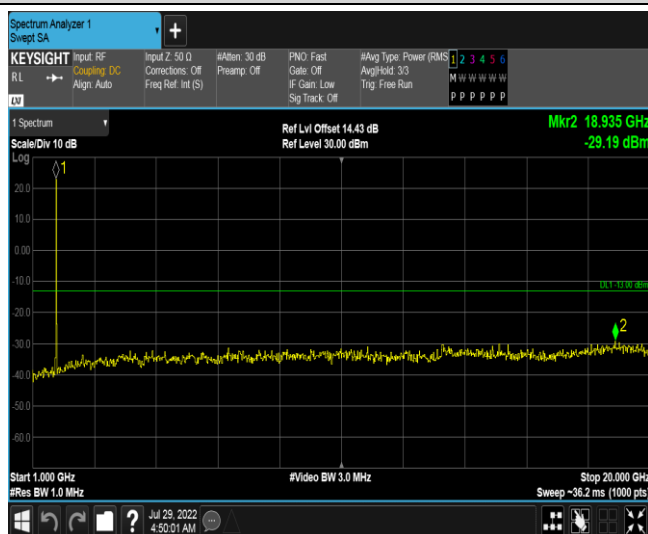 Spectrum Analyzer 1
Swept SA
+
KEYSIGHT
RL
LXI
Input: RF
Coupling: DC
Align: Auto
Input Z: 50 Ω
Corrections: Off
Freq Ref: Int (S)
#Atten: 30 dB
Preamp: Off
PNO: Fast
Gate: Off
IF Gain: Low
Sig Track: Off
#Avg Type: Power (RMS
Avg|Hold: 3/3
Trig: Free Run
1 2 3 4 5 6
M W W W W W
P P P P P P
1 Spectrum
Scale/Div 10 dB
Ref Lvl Offset 14.43 dB
Ref Level 30.00 dBm
Mkr2 18.935 GHz
-29.19 dBm
Log
1
20.0
10.0
0.00
-10.0
DL1 -13.00 dBm
-20.0
2
-30.0
-40.0
-50.0
-60.0
Start 1.000 GHz
#Video BW 3.0 MHz
Stop 20.000 GHz
#Res BW 1.0 MHz
Sweep ~36.2 ms (1000 pts)
?
Jul 29, 2022
4:50:01 AM